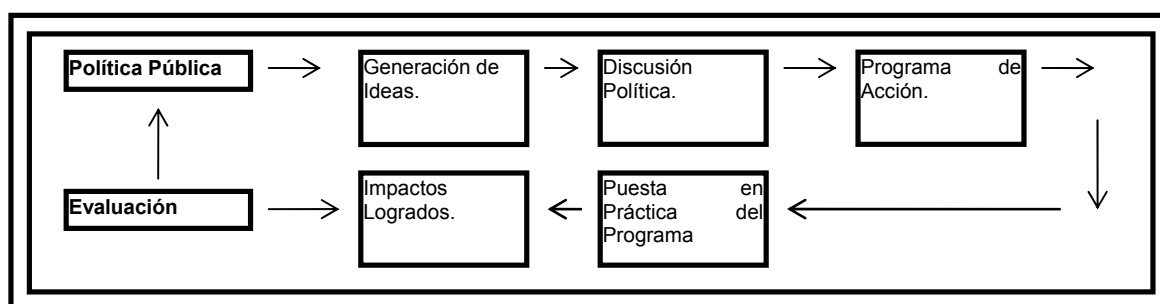 Política Pública
Generación de
Ideas.
Discusión
Política.
Programa de
Acción.
Evaluación
Impactos
Logrados.
Puesta en
Práctica del
Programa